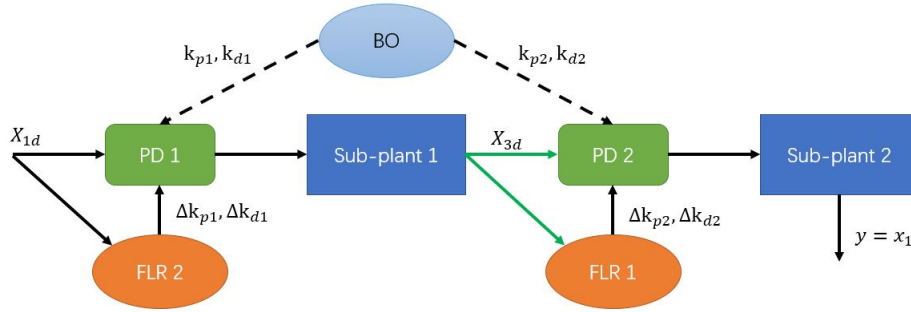 BO
k_{p1}, k_{d1}
k_{p2}, k_{d2}
X_{1d}
PD 1
Sub-plant 1
X_{3d}
PD 2
Sub-plant 2
Δk_{p1}, Δk_{d1}
Δk_{p2}, Δk_{d2}
y = x_1
FLR 2
FLR 1